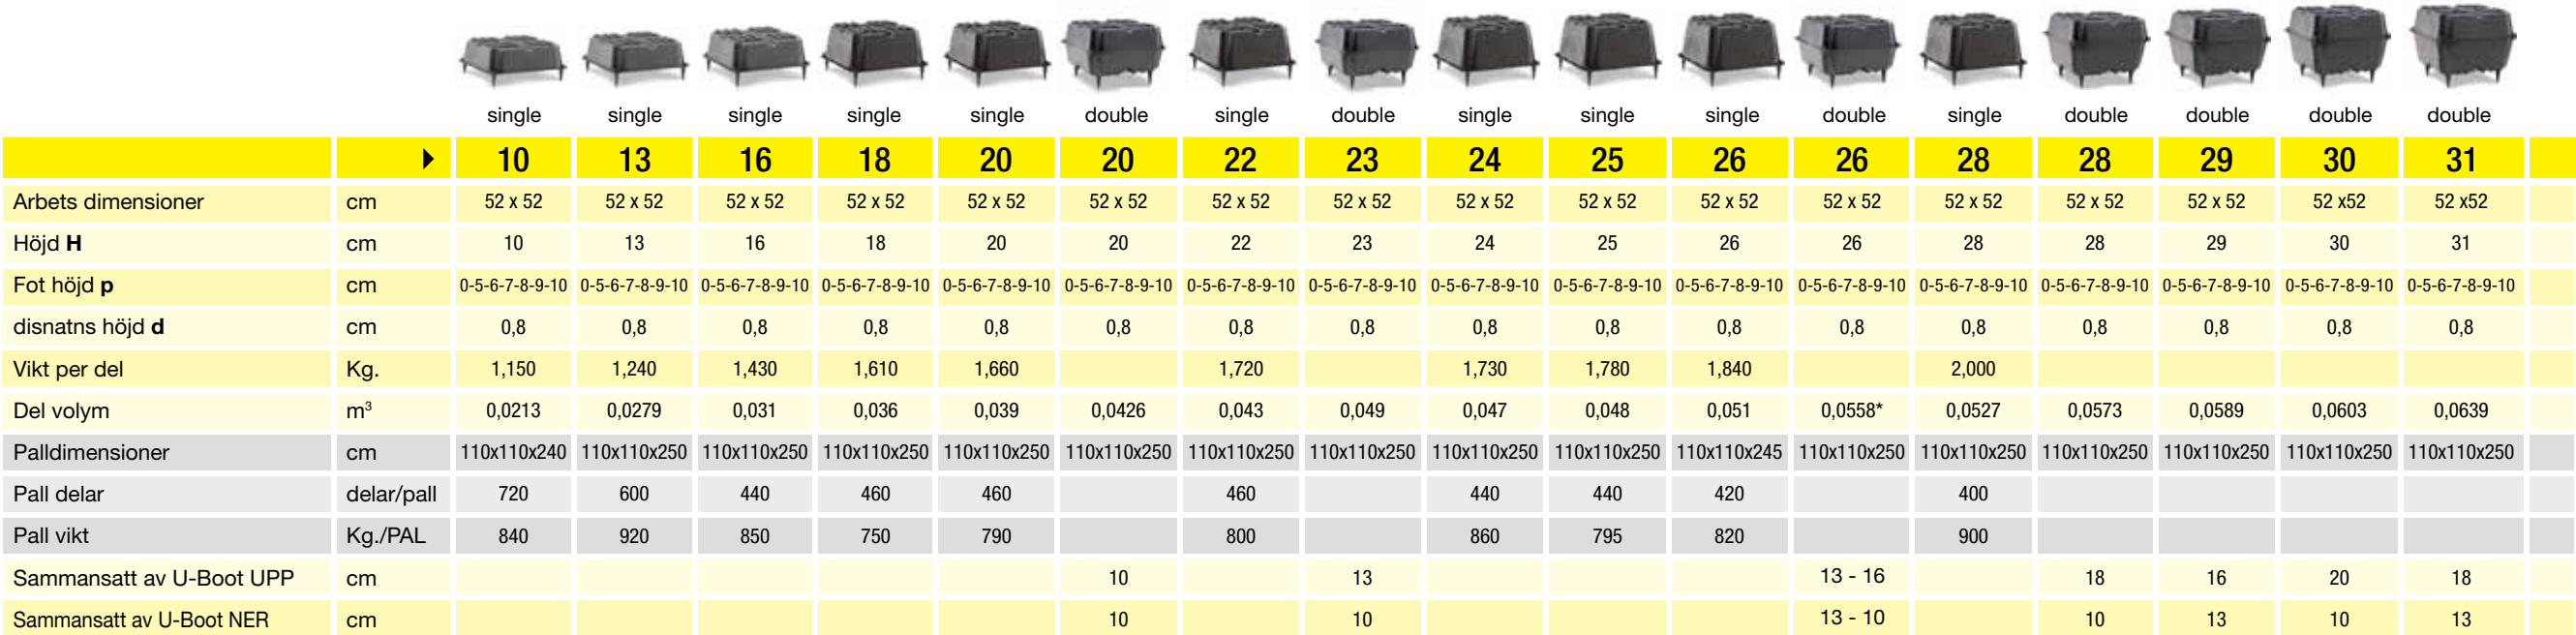 single single single single single double single double single single single double single double double double double
10 13 16 18 20 20 22 23 24 25 26 26 28 28 29 30 31
Arbets dimensioner cm 52 x 52 52 x 52 52 x 52 52 x 52 52 x 52 52 x 52 52 x 52 52 x 52 52 x 52 52 x 52 52 x 52 52 x 52 52 x 52 52 x 52 52 x 52 52 x52 52 x52
Höjd H cm 10 13 16 18 20 20 22 23 24 25 26 26 28 28 29 30 31
Fot höjd p cm 0-5-6-7-8-9-10 0-5-6-7-8-9-10 0-5-6-7-8-9-10 0-5-6-7-8-9-10 0-5-6-7-8-9-10 0-5-6-7-8-9-10 0-5-6-7-8-9-10 0-5-6-7-8-9-10 0-5-6-7-8-9-10 0-5-6-7-8-9-10 0-5-6-7-8-9-10 0-5-6-7-8-9-10 0-5-6-7-8-9-10 0-5-6-7-8-9-10 0-5-6-7-8-9-10 0-5-6-7-8-9-10 0-5-6-7-8-9-10
disnatns höjd d cm 0,8 0,8 0,8 0,8 0,8 0,8 0,8 0,8 0,8 0,8 0,8 0,8 0,8 0,8 0,8 0,8 0,8
Vikt per del Kg. 1,150 1,240 1,430 1,610 1,660 1,720 1,730 1,780 1,840 2,000
Del volym m³ 0,0213 0,0279 0,031 0,036 0,039 0,0426 0,043 0,049 0,047 0,048 0,051 0,0558* 0,0527 0,0573 0,0589 0,0603 0,0639
Palldimensioner cm 110x110x240 110x110x250 110x110x250 110x110x250 110x110x250 110x110x250 110x110x250 110x110x250 110x110x250 110x110x250 110x110x245 110x110x250 110x110x250 110x110x250 110x110x250 110x110x250 110x110x250
Pall delar delar/pall 720 600 440 460 460 460 440 440 420 400
Pall vikt Kg./PAL 840 920 850 750 790 800 860 795 820 900
Sammansatt av U-Boot UPP cm 10 13 13 - 16 18 16 20 18
Sammansatt av U-Boot NER cm 10 10 13 - 10 10 13 10 13